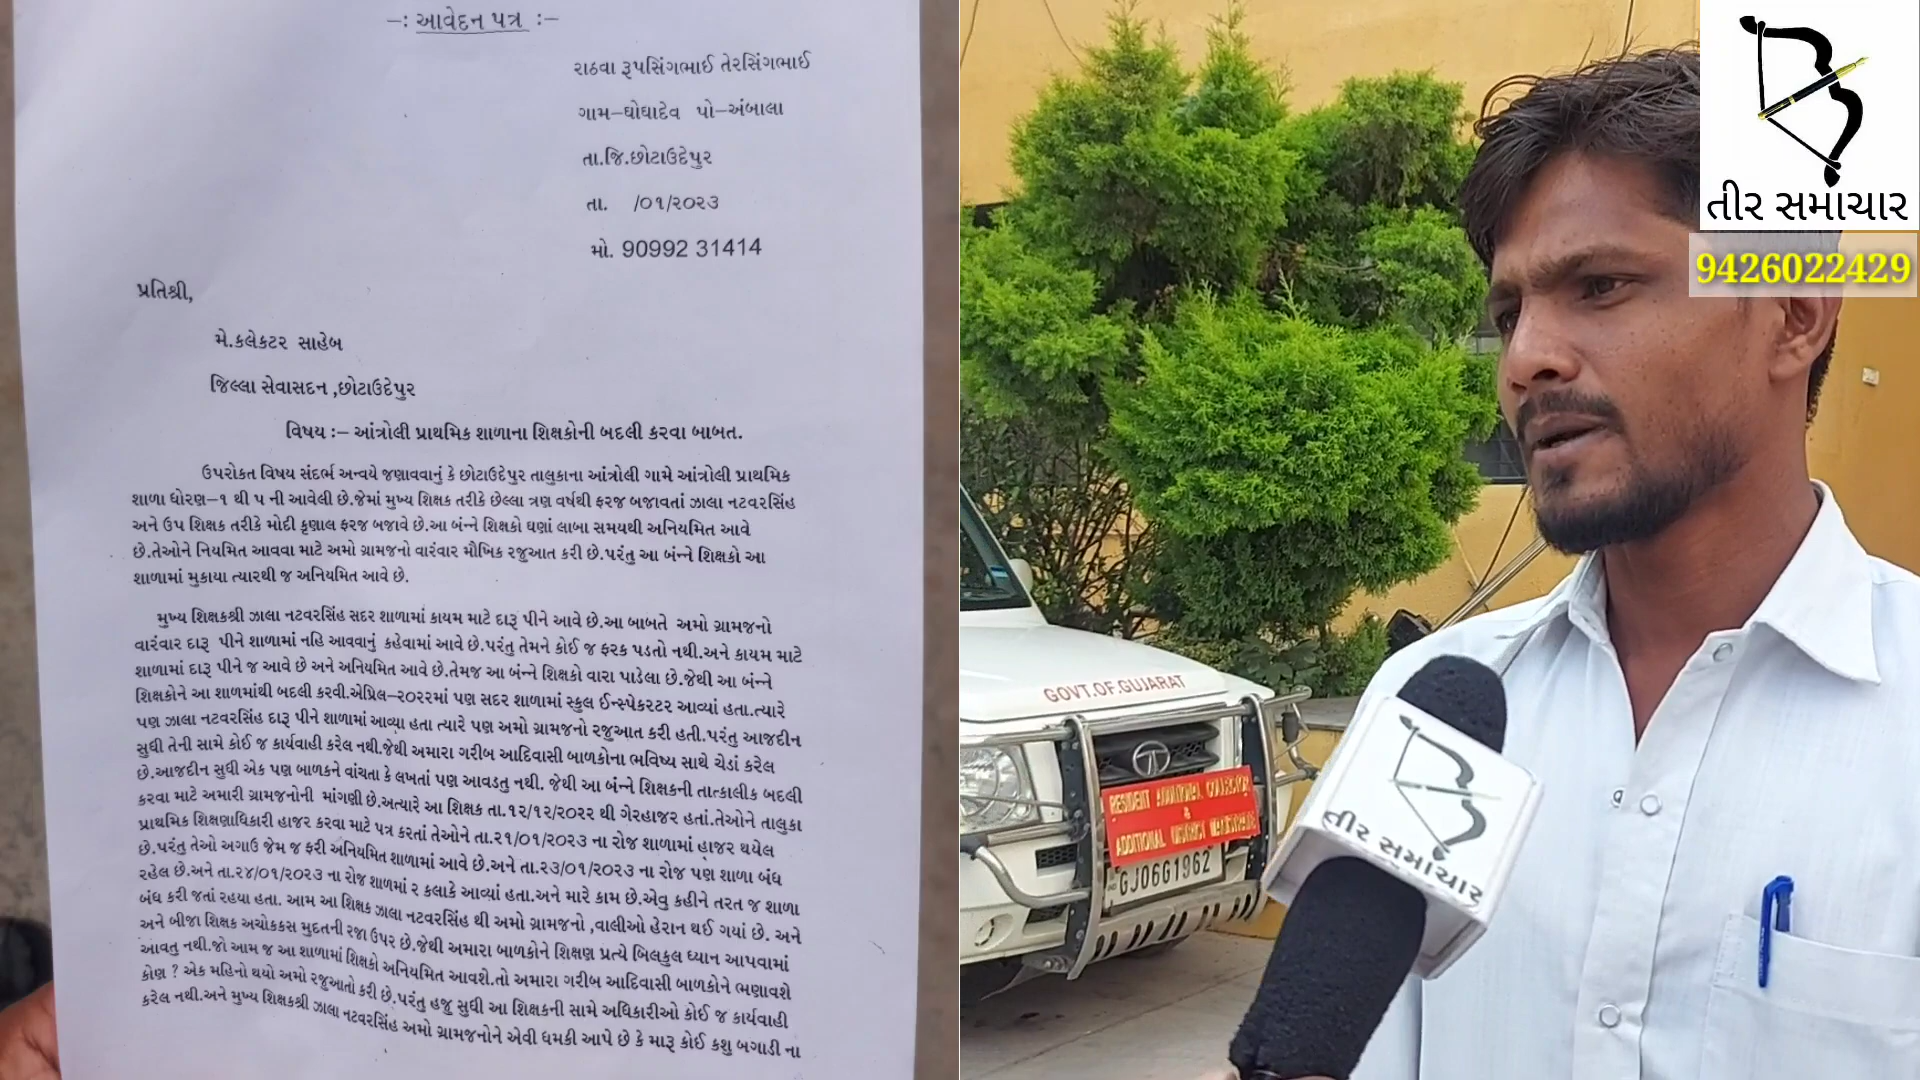 –: આવેદન પત્ર :–
રાઠવા રૂપસિંગભાઈ તેરસિંગભાઈ
ગામ–ઘોઘાદેવ પો–અંબાલા
તા.જિ.છોટાઉદેપુર
તા. /૦૧/૨૦૨૩
મો. 90992 31414
પ્રતિશ્રી,
મે.કલેકટર સાહેબ
જિલ્લા સેવાસદન ,છોટાઉદેપુર
વિષય :– આંત્રોલી પ્રાથમિક શાળાના શિક્ષકોની બદલી કરવા બાબત.
ઉપરોકત વિષય સંદર્ભ અન્વયે જણાવવાનું કે છોટાઉદેપુર તાલુકાના આંત્રોલી ગામે આંત્રોલી પ્રાથમિક
શાળા ધોરણ–૧ થી ૫ ની આવેલી છે.જેમાં મુખ્ય શિક્ષક તરીકે છેલ્લા ત્રણ વર્ષથી ફરજ બજાવતાં ઝાલા નટવરસિંહ
અને ઉપ શિક્ષક તરીકે મોદી કૃણાલ ફરજ બજાવે છે.આ બંન્ને શિક્ષકો ઘણાં લાબા સમયથી અનિયમિત આવે
છે.તેઓને નિયમિત આવવા માટે અમો ગ્રામજનો વારંવાર મૌખિક રજુઆત કરી છે.પરંતુ આ બંન્ને શિક્ષકો આ
શાળામાં મુકાયા ત્યારથી જ અનિયમિત આવે છે.
મુખ્ય શિક્ષકશ્રી ઝાલા નટવરસિંહ સદર શાળામાં કાયમ માટે દારૂ પીને આવે છે.આ બાબતે અમો ગ્રામજનો
વારંવાર દારૂ પીને શાળામાં નહિ આવવાનું કહેવામાં આવે છે.પરંતુ તેમને કોઈ જ ફરક પડતો નથી.અને કાયમ માટે
શાળામાં દારૂ પીને જ આવે છે અને અનિયમિત આવે છે.તેમજ આ બંન્ને શિક્ષકો વારા પાડેલા છે.જેથી આ બંન્ને
શિક્ષકોને આ શાળમાંથી બદલી કરવી.એપ્રિલ–૨૦૨૨માં પણ સદર શાળામાં સ્કુલ ઈન્સ્પેકરટર આવ્યાં હતા.ત્યારે
પણ ઝાલા નટવરસિંહ દારૂ પીને શાળામાં આવ્યા હતા ત્યારે પણ અમો ગ્રામજનો રજુઆત કરી હતી.પરંતુ આજદીન
સુધી તેની સામે કોઈ જ કાર્યવાહી કરેલ નથી.જેથી અમારા ગરીબ આદિવાસી બાળકોના ભવિષ્ય સાથે ચેડાં કરેલ
છે.આજદીન સુધી એક પણ બાળકને વાંચતા કે લખતાં પણ આવડતુ નથી. જેથી આ બંન્ને શિક્ષકની તાત્કાલીક બદલી
કરવા માટે અમારી ગ્રામજનોની માંગણી છે.અત્યારે આ શિક્ષક તા.૧૨/૧૨/૨૦૨૨ થી ગેરહાજર હતાં.તેઓને તાલુકા
પ્રાથમિક શિક્ષણાધિકારી હાજર કરવા માટે પત્ર કરતાં તેઓને તા.૨૧/૦૧/૨૦૨૩ ના રોજ શાળામાં હાજર થયેલ
છે.પરંતુ તેઓ અગાઉ જેમ જ ફરી અનિયમિત શાળામાં આવે છે.અને તા.૨૩/૦૧/૨૦૨૩ ના રોજ પણ શાળા બંધ
રહેલ છે.અને તા.૨૪/૦૧/૨૦૨૩ ના રોજ શાળમાં ૨ કલાકે આવ્યાં હતા.અને મારે કામ છે.એવુ કહીને તરત જ શાળા
બંધ કરી જતાં રહયા હતા. આમ આ શિક્ષક ઝાલા નટવરસિંહ થી અમો ગ્રામજનો ,વાલીઓ હેરાન થઈ ગયાં છે. અને
અને બીજા શિક્ષક અચોકકસ મુદતની રજા ઉપર છે.જેથી અમારા બાળકોને શિક્ષણ પ્રત્યે બિલકુલ ધ્યાન આપવામાં
આવતુ નથી.જો આમ જ આ શાળામાં શિક્ષકો અનિયમિત આવશે.તો અમારા ગરીબ આદિવાસી બાળકોને ભણાવશે
કોણ ? એક મહિનો થયો અમો રજુઆતો કરી છે.પરંતુ હજુ સુધી આ શિક્ષકની સામે અધિકારીઓ કોઈ જ કાર્યવાહી
કરેલ નથી.અને મુખ્ય શિક્ષકશ્રી ઝાલા નટવરસિંહ અમો ગ્રામજનોને એવી ધમકી આપે છે કે મારૂ કોઈ કશુ બગાડી ના
તીર સમાચાર
9426022429
GOVT.OF.GUJARAT
RESIDENT ADDITIONAL COLLECTOR
&
ADDITIONAL DISTRICT MAGISTRATE
GJ06G1962
તીર સમાચાર